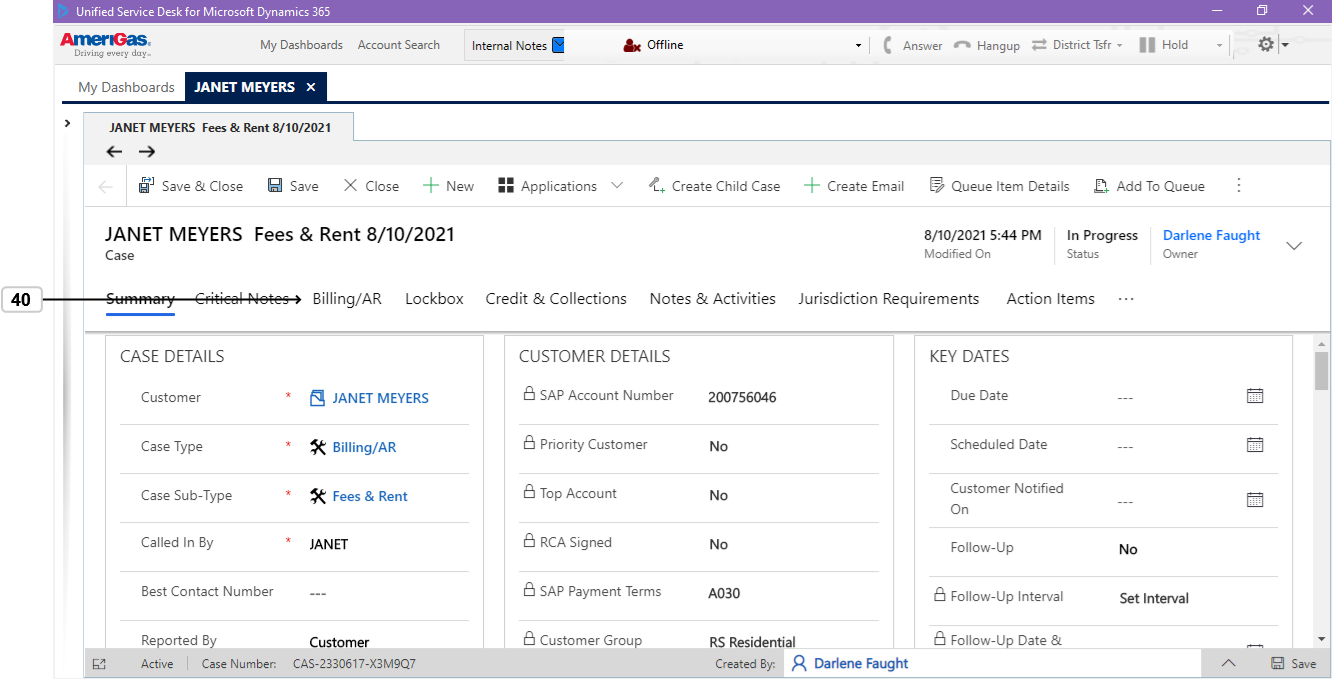 Unified Service Desk for Microsoft Dynamics 365
AmeriGas.
Driving every day..
My Dashboards Account Search Internal Notes Offline Answer Hangup District Tsfr Hold
My Dashboards JANET MEYERS ×
JANET MEYERS Fees & Rent 8/10/2021
Save & Close Save Close New Applications Create Child Case Create Email Queue Item Details Add To Queue
JANET MEYERS Fees & Rent 8/10/2021
Case
8/10/2021 5:44 PM
Modified On
In Progress
Status
Darlene Faught
Owner
40
Summary Critical Notes Billing/AR Lockbox Credit & Collections Notes & Activities Jurisdiction Requirements Action Items ...
CASE DETAILS
Customer * JANET MEYERS
Case Type * Billing/AR
Case Sub-Type * Fees & Rent
Called In By * JANET
Best Contact Number ---
Reported By Customer
CUSTOMER DETAILS
SAP Account Number 200756046
Priority Customer No
Top Account No
RCA Signed No
SAP Payment Terms A030
Customer Group RS Residential
KEY DATES
Due Date ---
Scheduled Date ---
Customer Notified
On ---
Follow-Up No
Follow-Up Interval Set Interval
Follow-Up Date &
Active Case Number: CAS-2330617-X3M9Q7 Created By: Darlene Faught Save